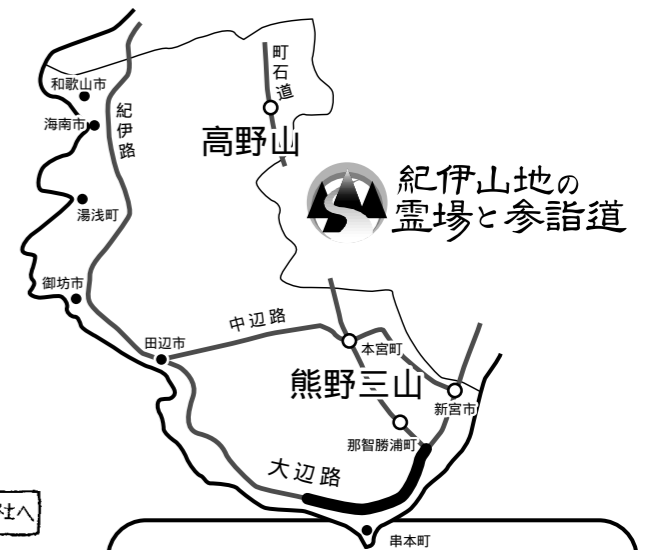 町石道
和歌山市
紀伊路
海南市
高野山
紀伊山地の
霊場と参詣道
湯浅町
御坊市
中辺路
田辺市
本宮町
熊野三山
新宮市
那智勝浦町
大辺路
社へ
串本町